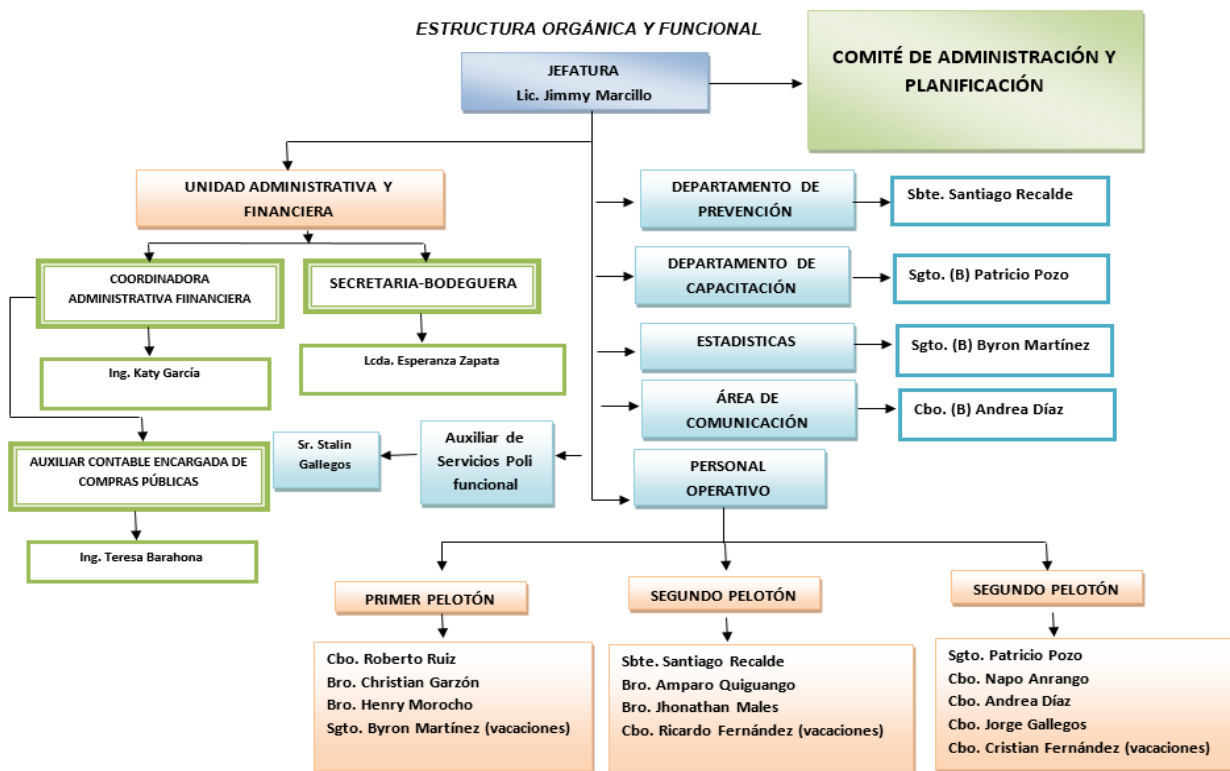 ESTRUCTURA ORGÁNICA Y FUNCIONAL
JEFATURA
Lic. Jimmy Marcillo
COMITÉ DE ADMINISTRACIÓN Y
PLANIFICACIÓN
UNIDAD ADMINISTRATIVA Y
FINANCIERA
DEPARTAMENTO DE
PREVENCIÓN
Sbte. Santiago Recalde
COORDINADORA
ADMINISTRATIVA FIINANCIERA
SECRETARIA-BODEGUERA
DEPARTAMENTO DE
CAPACITACIÓN
Sgto. (B) Patricio Pozo
Ing. Katy García
Lcda. Esperanza Zapata
ESTADISTICAS
Sgto. (B) Byron Martínez
ÁREA DE
COMUNICACIÓN
Cbo. (B) Andrea Díaz
AUXILIAR CONTABLE ENCARGADA DE
COMPRAS PÚBLICAS
Sr. Stalin
Gallegos
Auxiliar de
Servicios Poli
funcional
PERSONAL
OPERATIVO
Ing. Teresa Barahona
PRIMER PELOTÓN
SEGUNDO PELOTÓN
SEGUNDO PELOTÓN
Cbo. Roberto Ruiz
Bro. Christian Garzón
Bro. Henry Morocho
Sgto. Byron Martínez (vacaciones)
Sbte. Santiago Recalde
Bro. Amparo Quiguango
Bro. Jhonathan Males
Cbo. Ricardo Fernández (vacaciones)
Sgto. Patricio Pozo
Cbo. Napo Anrango
Cbo. Andrea Díaz
Cbo. Jorge Gallegos
Cbo. Cristian Fernández (vacaciones)